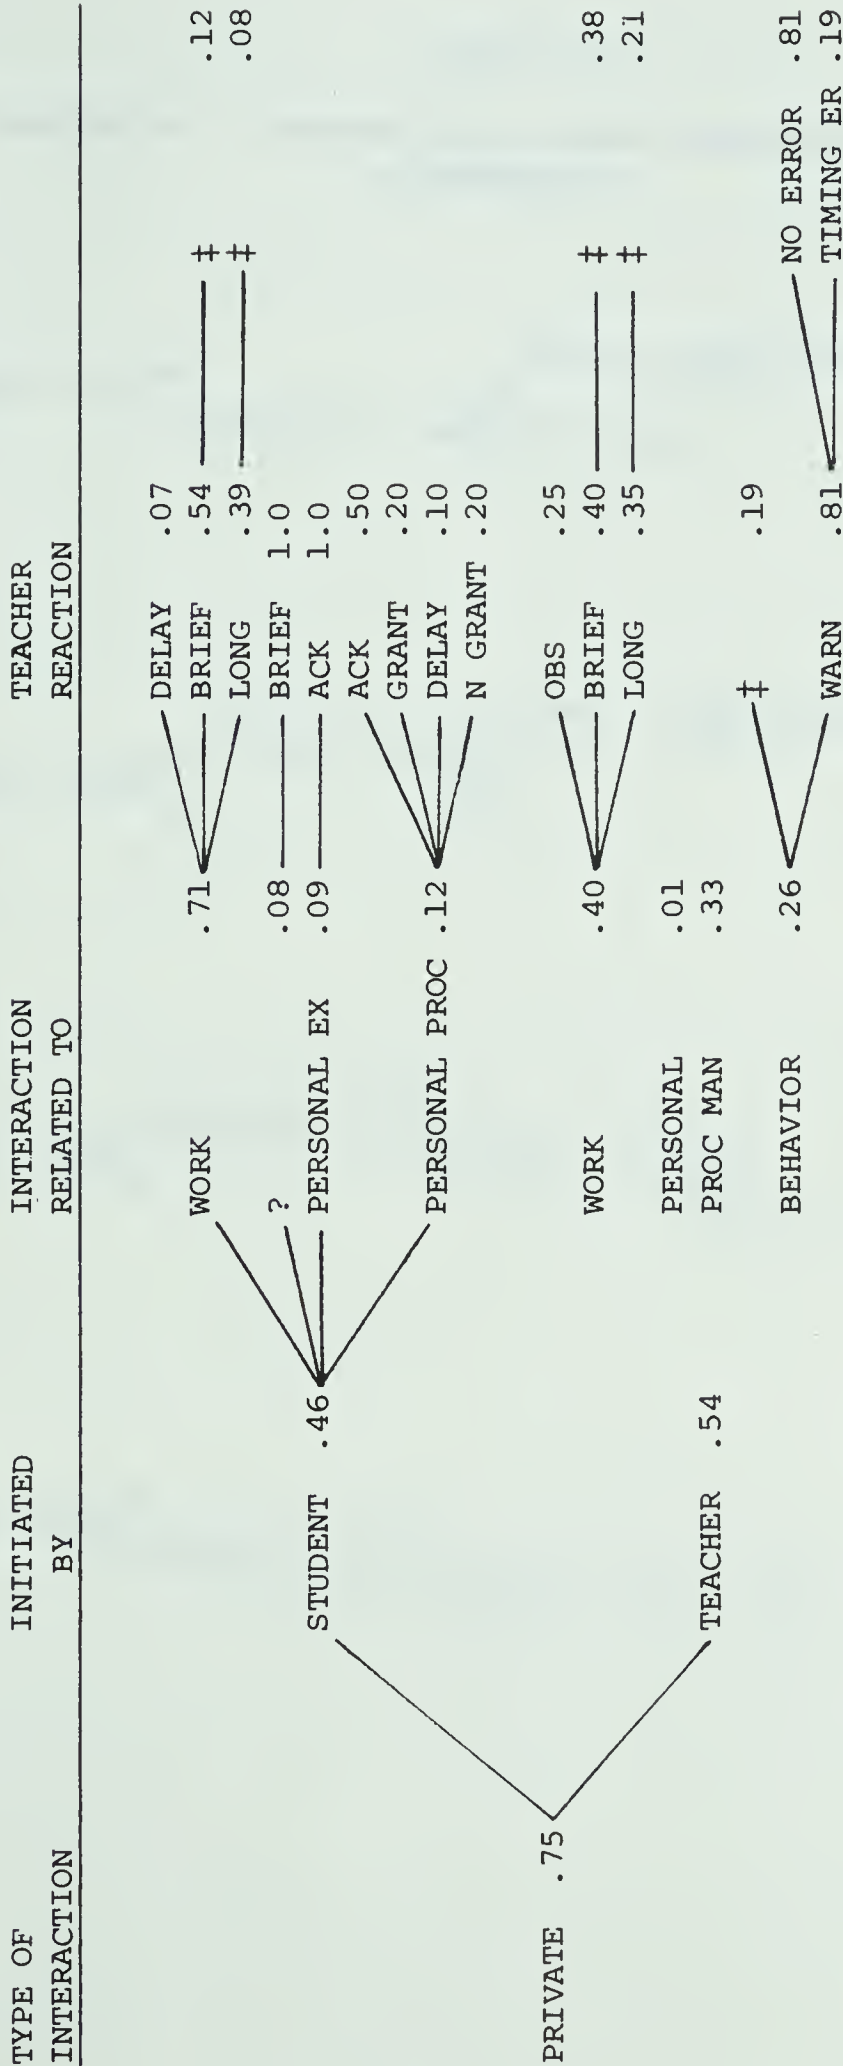 TYPE OF INITIATED INTERACTION TEACHER
INTERACTION BY RELATED TO REACTION
DELAY .07
WORK .71 BRIEF .54 ‡ .12
LONG .39 ‡ .08
? .08 BRIEF 1.0
STUDENT .46 PERSONAL EX .09 ACK 1.0
ACK .50
GRANT .20
PERSONAL PROC .12 DELAY .10
N GRANT .20
PRIVATE .75 OBS .25
WORK .40 BRIEF .40 ‡ .38
LONG .35 ‡ .21
PERSONAL .01
TEACHER .54 PROC MAN .33
‡ .19
BEHAVIOR .26 NO ERROR .81
WARN .81 TIMING ER .19